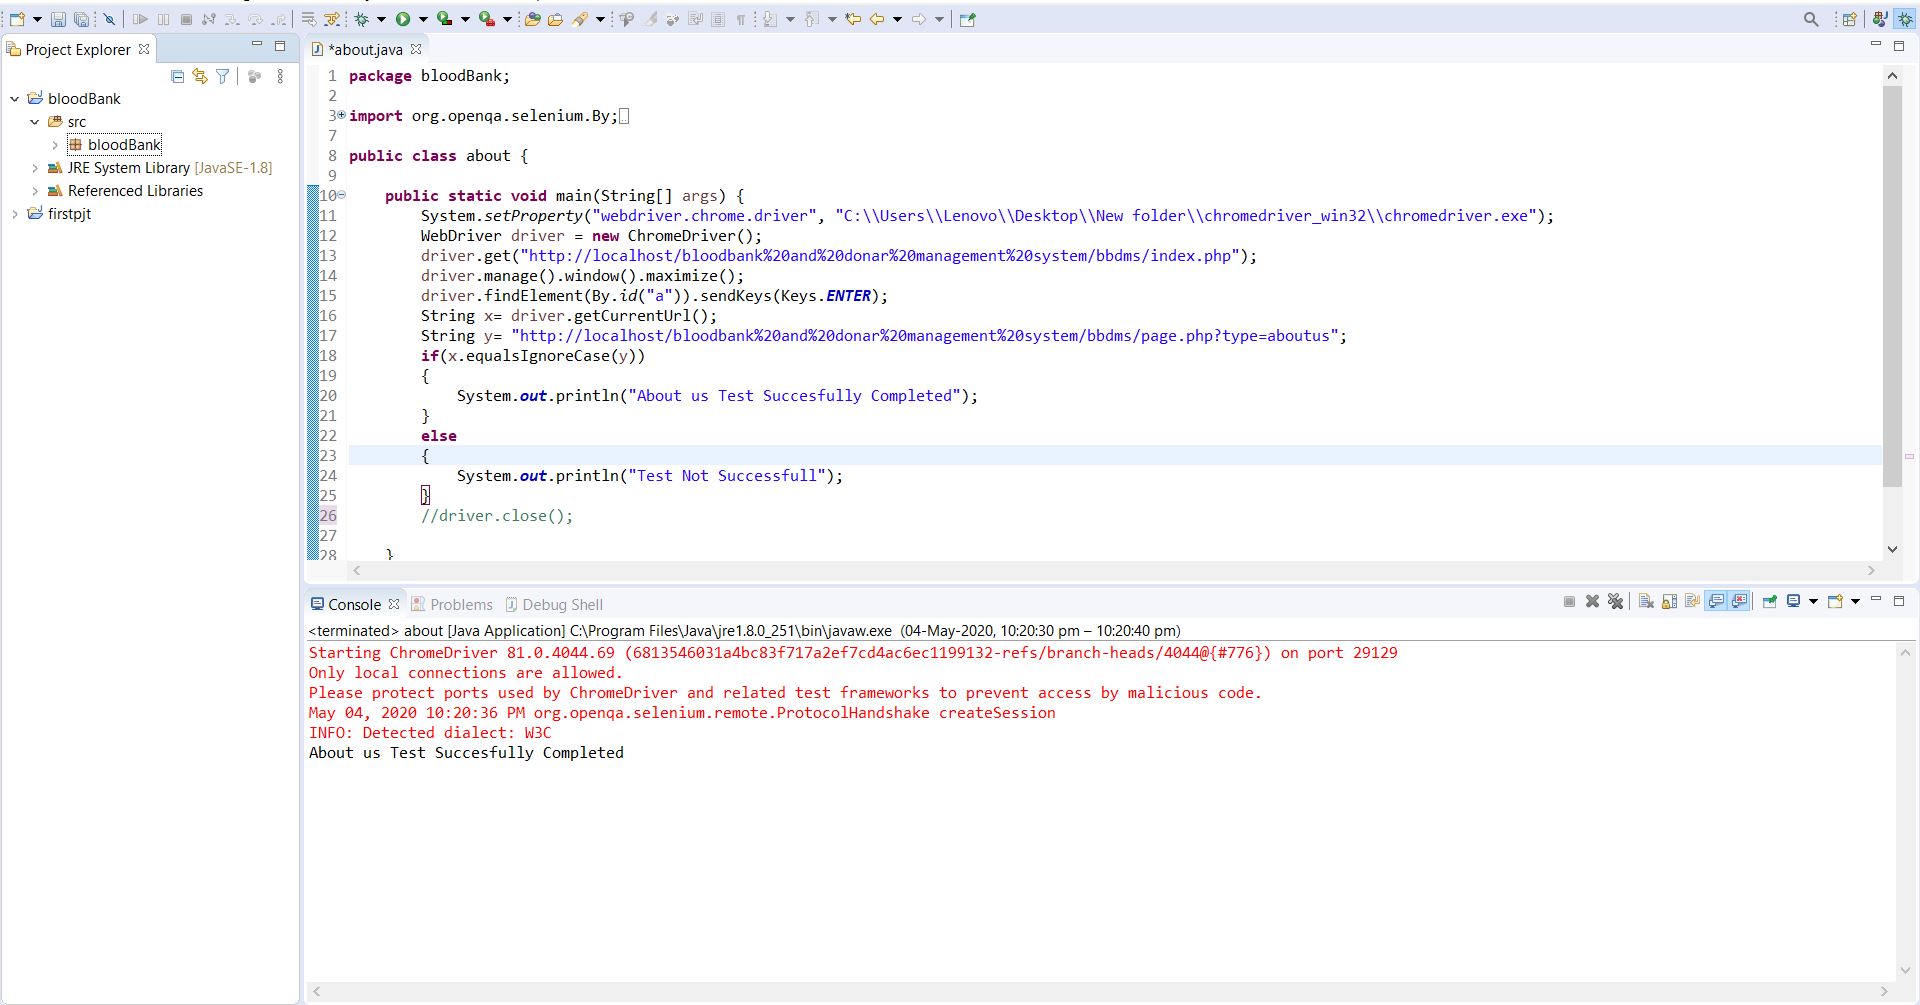 Project Explorer
bloodBank
src
bloodBank
JRE System Library [JavaSE-1.8]
Referenced Libraries
firstpjt
*about.java
1 package bloodBank;
2
3 import org.openqa.selenium.By;
7
8 public class about {
9
10 public static void main(String[] args) {
11 System.setProperty("webdriver.chrome.driver", "C:\\Users\\Lenovo\\Desktop\\New folder\\chromedriver_win32\\chromedriver.exe");
12 WebDriver driver = new ChromeDriver();
13 driver.get("http://localhost/bloodbank%20and%20donar%20management%20system/bbdms/index.php");
14 driver.manage().window().maximize();
15 driver.findElement(By.id("a")).sendKeys(Keys.ENTER);
16 String x= driver.getCurrentUrl();
17 String y= "http://localhost/bloodbank%20and%20donar%20management%20system/bbdms/page.php?type=aboutus";
18 if(x.equalsIgnoreCase(y))
19 {
20 System.out.println("About us Test Succesfully Completed");
21 }
22 else
23 {
24 System.out.println("Test Not Successfull");
25 }
26 //driver.close();
27
28 }
Console Problems Debug Shell
<terminated> about [Java Application] C:\Program Files\Java\jre1.8.0_251\bin\javaw.exe (04-May-2020, 10:20:30 pm – 10:20:40 pm)
Starting ChromeDriver 81.0.4044.69 (6813546031a4bc83f717a2ef7cd4ac6ec1199132-refs/branch-heads/4044@{#776}) on port 29129
Only local connections are allowed.
Please protect ports used by ChromeDriver and related test frameworks to prevent access by malicious code.
May 04, 2020 10:20:36 PM org.openqa.selenium.remote.ProtocolHandshake createSession
INFO: Detected dialect: W3C
About us Test Succesfully Completed